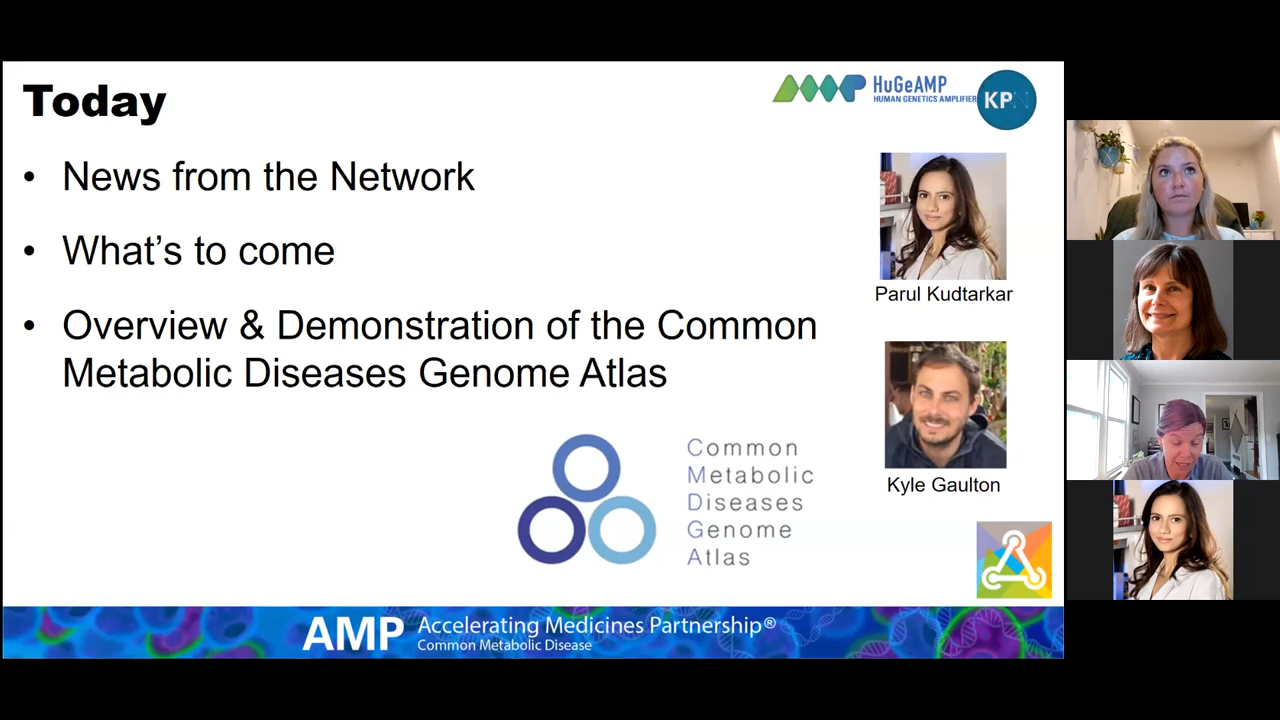 Today
HuGeAMP
HUMAN GENETICS AMPLIFIER
KPN
• News from the Network
• What's to come
• Overview & Demonstration of the Common
Metabolic Diseases Genome Atlas
Parul Kudtarkar
Kyle Gaulton
Common
Metabolic
Diseases
Genome
Atlas
AMP
Accelerating Medicines Partnership®
Common Metabolic Disease